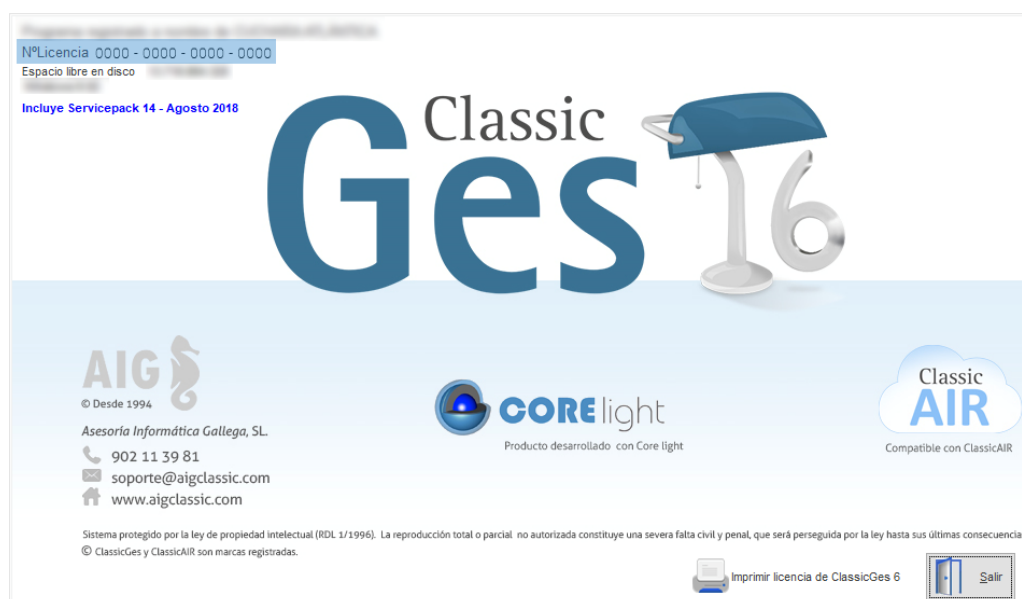 NºLicencia 0000 - 0000 - 0000 - 0000
Espacio libre en disco
Incluye Servicepack 14 - Agosto 2018
Classic
Ges 16
AIG
© Desde 1994
Asesoría Informática Gallega, SL.
902 11 39 81
soporte@aigclassic.com
www.aigclassic.com
CORElight
Producto desarrollado con Core light
Classic
AIR
Compatible con ClassicAIR
Sistema protegido por la ley de propiedad intelectual (RDL 1/1996). La reproducción total o parcial no autorizada constituye una severa falta civil y penal, que será perseguida por la ley hasta sus últimas consecuencia
© ClassicGes y ClassicAIR son marcas registradas.
Imprimir licencia de ClassicGes 6
Salir